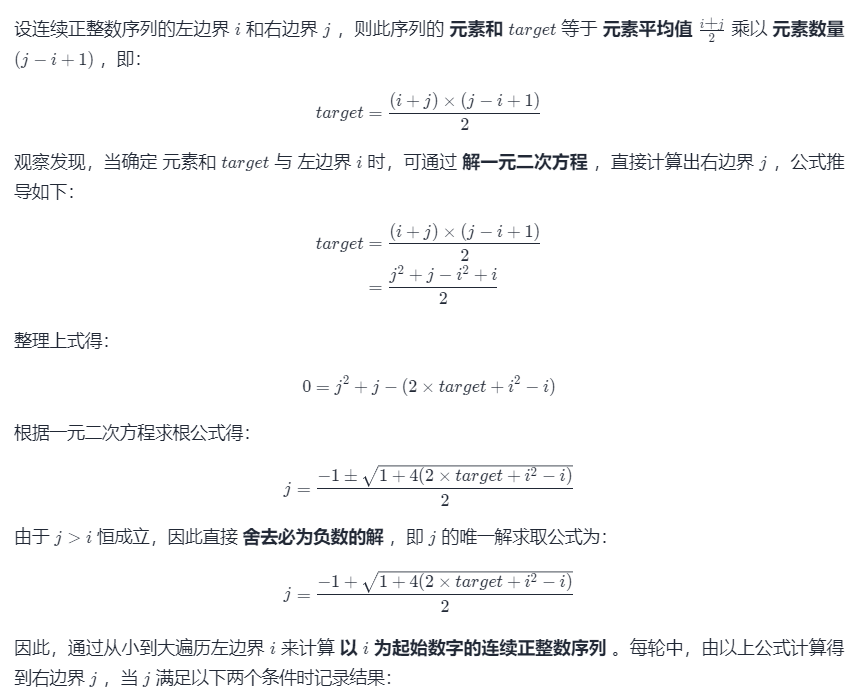 设连续正整数序列的左边界 i 和右边界 j ，则此序列的 元素和 target 等于 元素平均值 \frac{i+j}{2} 乘以 元素数量
(j − i + 1) ，即：
target = \frac{(i + j) × (j − i + 1)}{2}
观察发现，当确定 元素和 target 与 左边界 i 时，可通过 解一元二次方程 ，直接计算出右边界 j ，公式推
导如下：
target = \frac{(i + j) × (j − i + 1)}{2}
= \frac{j^2 + j − i^2 + i}{2}
整理上式得：
0 = j^2 + j − (2 × target + i^2 − i)
根据一元二次方程求根公式得：
j = \frac{−1 ± \sqrt{1 + 4(2 × target + i^2 − i)}}{2}
由于 j > i 恒成立，因此直接 舍去必为负数的解 ，即 j 的唯一解求取公式为：
j = \frac{−1 + \sqrt{1 + 4(2 × target + i^2 − i)}}{2}
因此，通过从小到大遍历左边界 i 来计算 以 i 为起始数字的连续正整数序列 。每轮中，由以上公式计算得
到右边界 j ，当 j 满足以下两个条件时记录结果：